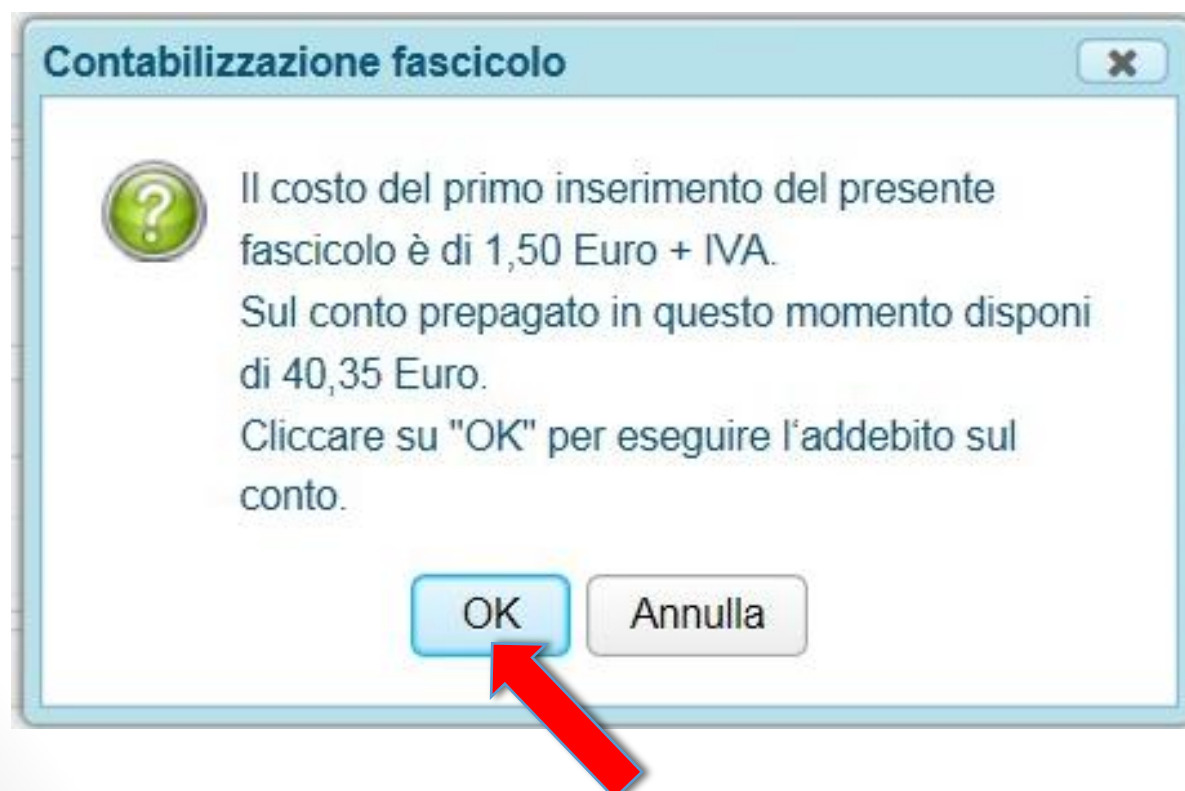 Contabilizzazione fascicolo
Il costo del primo inserimento del presente
fascicolo è di 1,50 Euro + IVA.
Sul conto prepagato in questo momento disponi
di 40,35 Euro.
Cliccare su "OK" per eseguire l‘addebito sul
conto.
OK Annulla